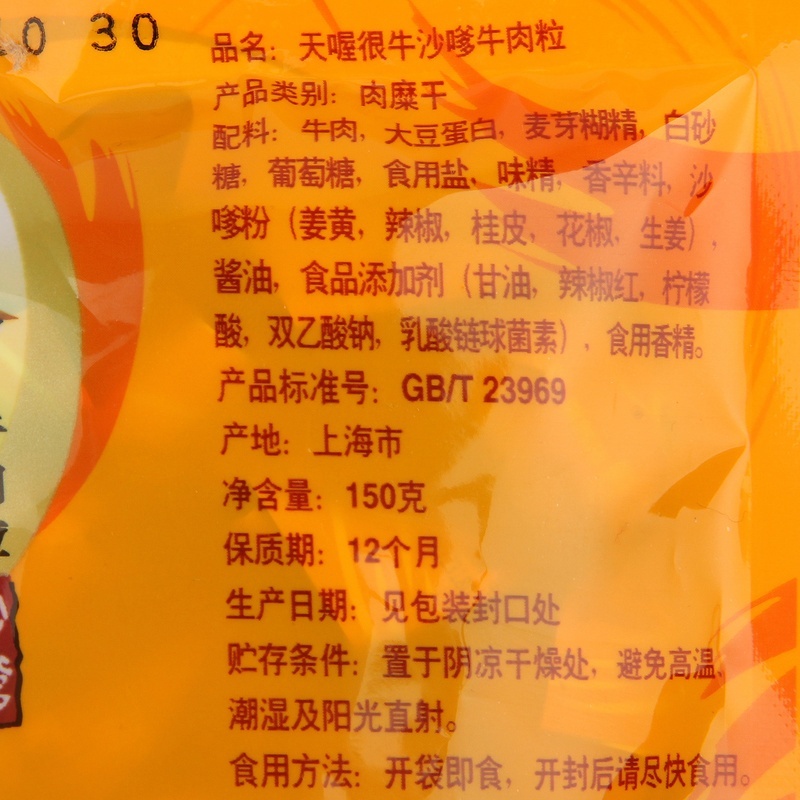 10 30
品名：天喔很牛沙嗲牛肉粒
产品类别：肉糜干
配料：牛肉，大豆蛋白，麦芽糊精，白砂
糖，葡萄糖，食用盐，味精，香辛料，沙
嗲粉（姜黄，辣椒，桂皮，花椒，生姜），
酱油，食品添加剂（甘油，辣椒红，柠檬
酸，双乙酸钠，乳酸链球菌素），食用香精。
产品标准号：GB/T 23969
产地：上海市
净含量：150克
保质期：12个月
生产日期：见包装封口处
贮存条件：置于阴凉干燥处，避免高温、
潮湿及阳光直射。
食用方法：开袋即食，开封后请尽快食用。